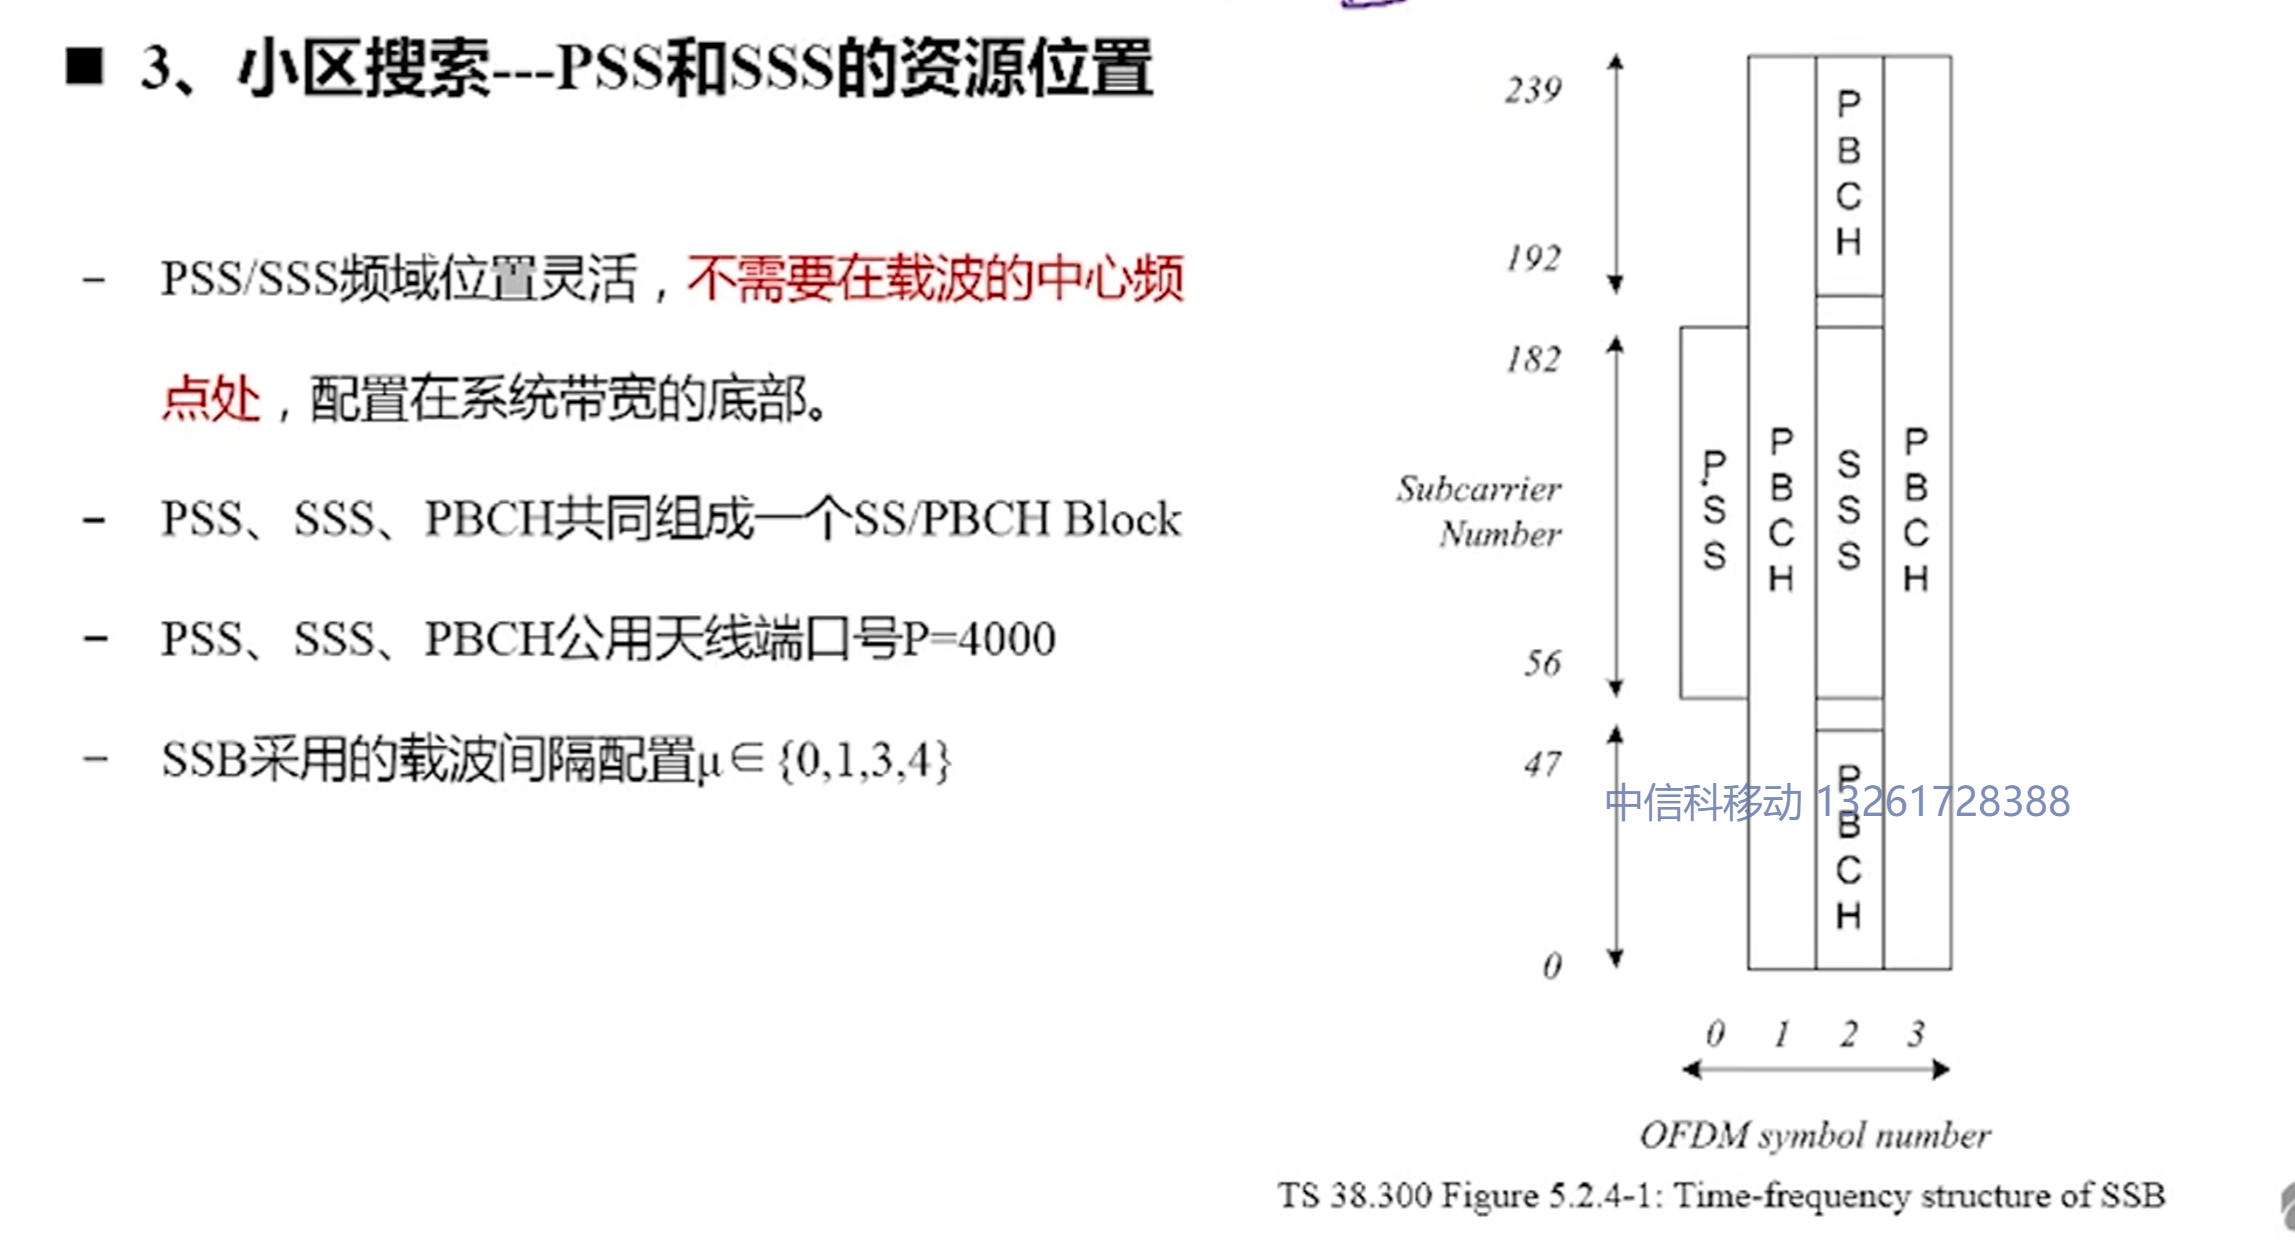 ■ 3、小区搜索---PSS和SSS的资源位置
– PSS/SSS频域位置灵活，不需要在载波的中心频
点处，配置在系统带宽的底部。
– PSS、SSS、PBCH共同组成一个SS/PBCH Block
– PSS、SSS、PBCH公用天线端口号P=4000
– SSB采用的载波间隔配置μ∈{0,1,3,4}
239
192
182
Subcarrier
Number
56
47
0
PSS
PBCH
PBCH
SSS
PBCH
PBCH
中信科移动 13261728388
0 1 2 3
OFDM symbol number
TS 38.300 Figure 5.2.4-1: Time-frequency structure of SSB